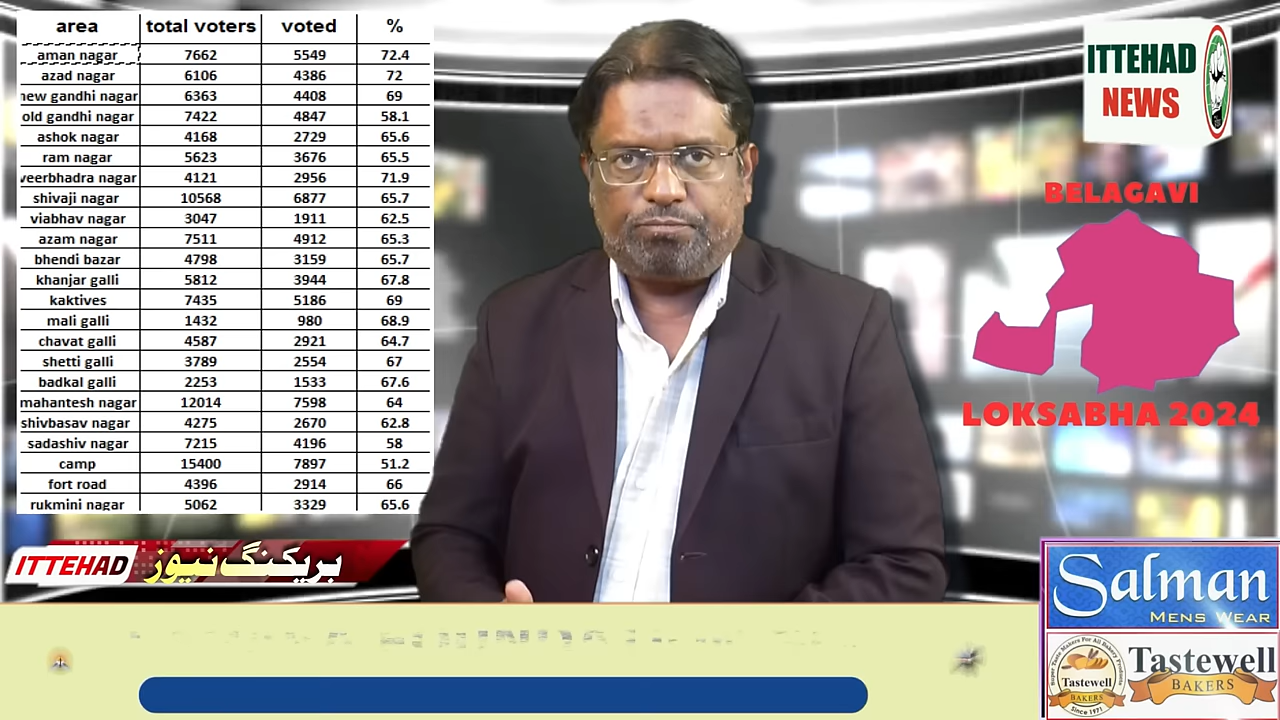 area total voters voted %
aman nagar 7662 5549 72.4
azad nagar 6106 4386 72
new gandhi nagar 6363 4408 69
old gandhi nagar 7422 4847 58.1
ashok nagar 4168 2729 65.6
ram nagar 5623 3676 65.5
veerbhadra nagar 4121 2956 71.9
shivaji nagar 10568 6877 65.7
viabhav nagar 3047 1911 62.5
azam nagar 7511 4912 65.3
bhendi bazar 4798 3159 65.7
khanjar galli 5812 3944 67.8
kaktives 7435 5186 69
mali galli 1432 980 68.9
chavat galli 4587 2921 64.7
shetti galli 3789 2554 67
badkal galli 2253 1533 67.6
mahantesh nagar 12014 7598 64
shivbasav nagar 4275 2670 62.8
sadashiv nagar 7215 4196 58
camp 15400 7897 51.2
fort road 4396 2914 66
rukmini nagar 5062 3329 65.6
ITTEHAD
NEWS
BELAGAVI
LOKSABHA 2024
ITTEHAD بریکنگ نیوز
Salman
MENS WEAR
Super Taste Makers For All Bakery Products
Tastewell
BAKERS
Since 1971
Tastewell
BAKERS